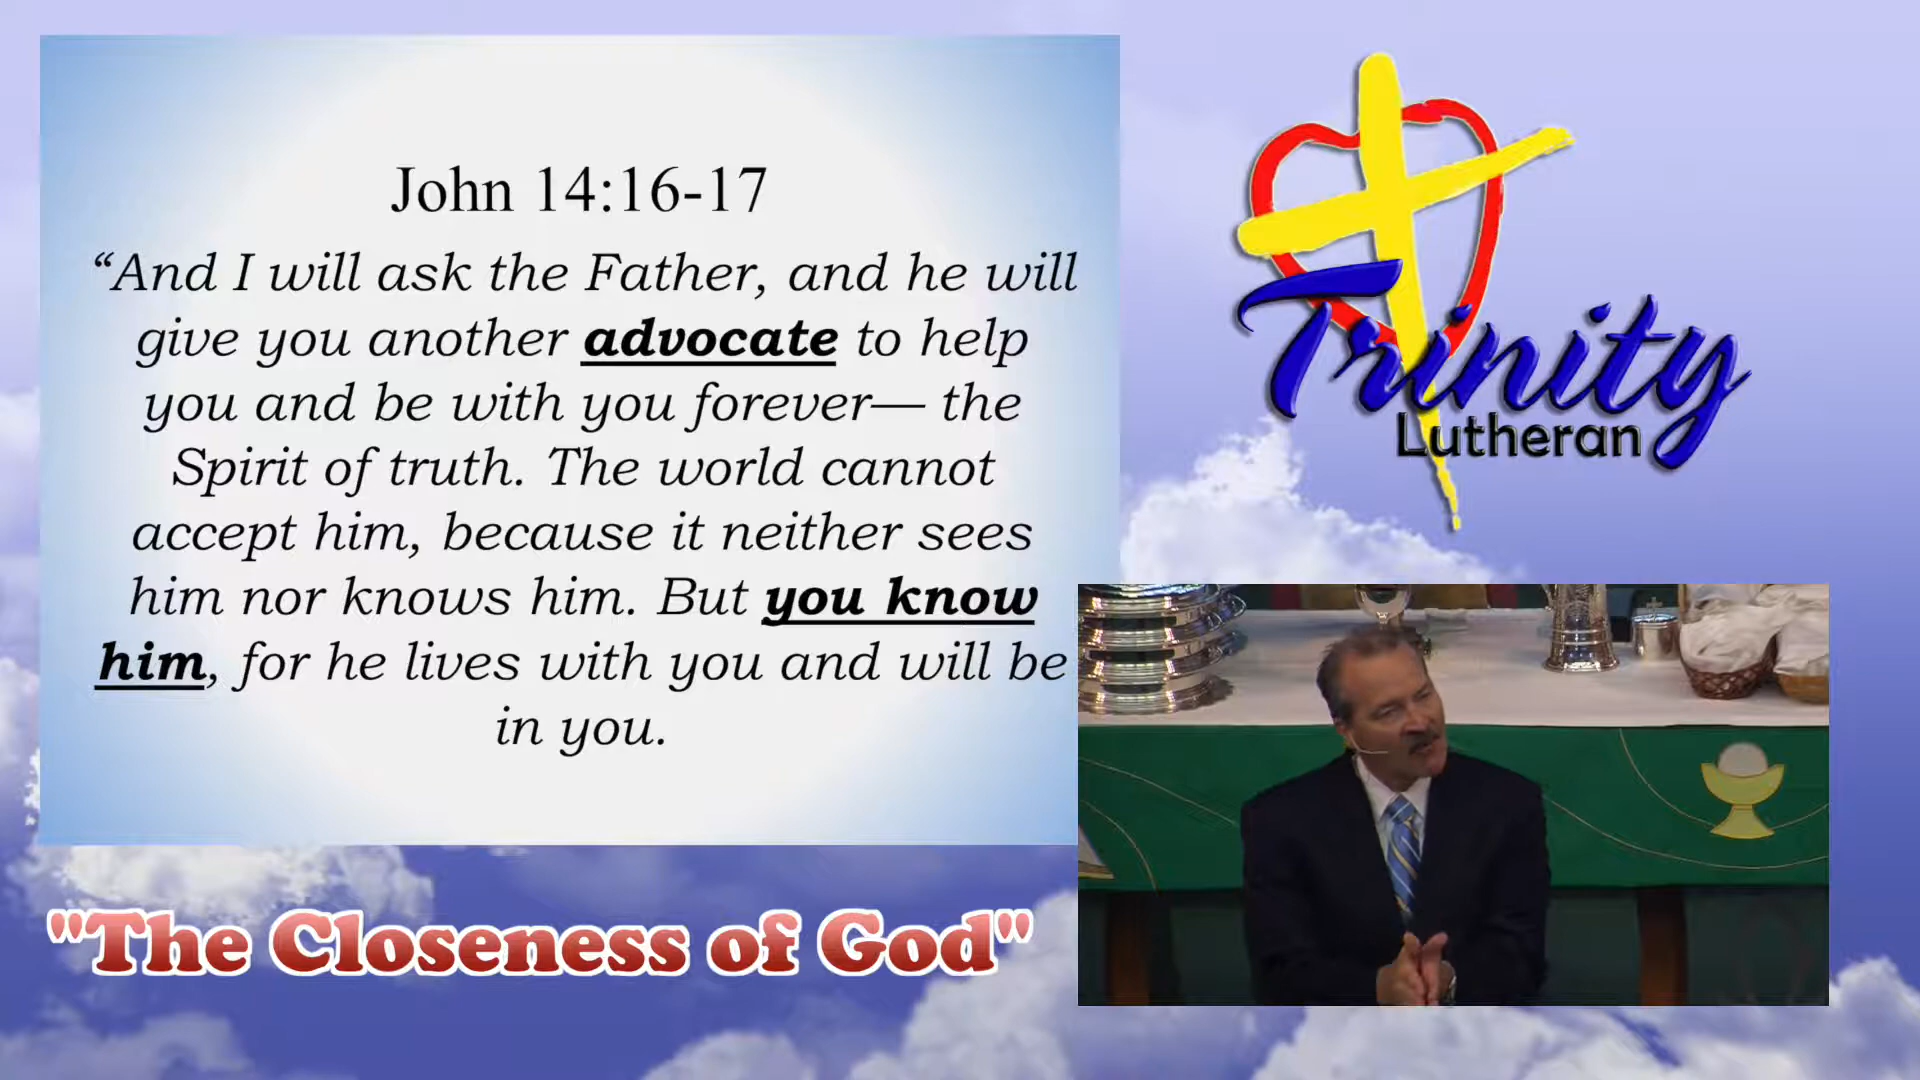 John 14:16-17
“And I will ask the Father, and he will
give you another advocate to help
you and be with you forever— the
Spirit of truth. The world cannot
accept him, because it neither sees
him nor knows him. But you know
him, for he lives with you and will be
in you.
Trinity
Lutheran
"The Closeness of God"